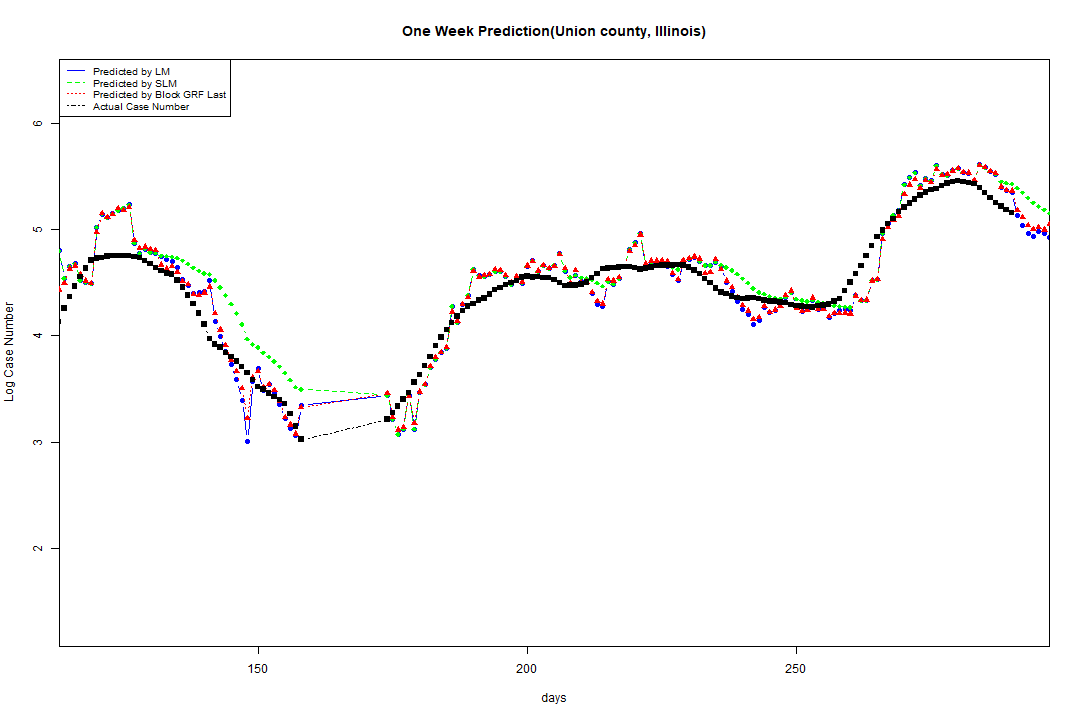 One Week Prediction(Union county, Illinois)
Predicted by LM
Predicted by SLM
Predicted by Block GRF Last
Actual Case Number
6
5
4
3
2
Log Case Number
150
200
250
days